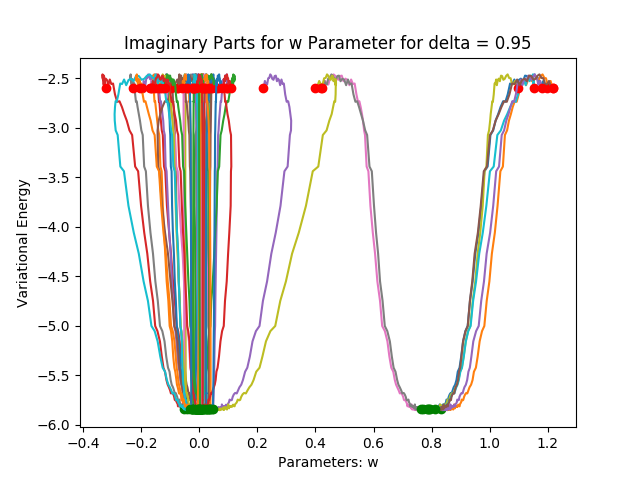 Imaginary Parts for w Parameter for delta = 0.95
Variational Energy
−2.5
−3.0
−3.5
−4.0
−4.5
−5.0
−5.5
−6.0
−0.4 −0.2 0.0 0.2 0.4 0.6 0.8 1.0 1.2
Parameters: w